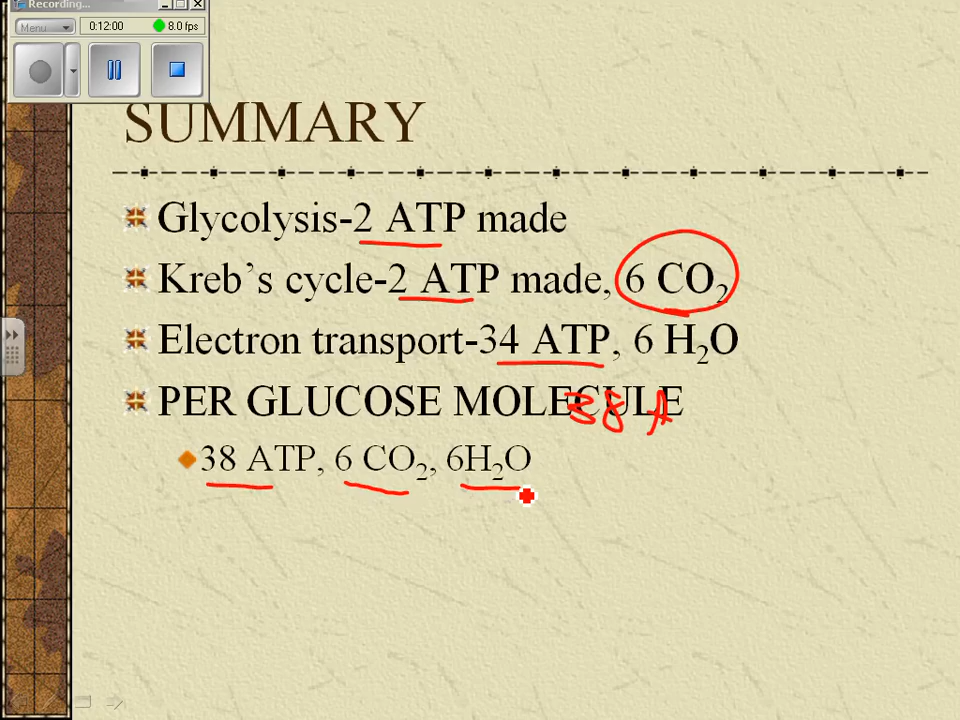 Recording...
Menu 0:12:00 8.0 fps
SUMMARY
Glycolysis-2 ATP made
Kreb's cycle-2 ATP made, 6 CO2
Electron transport-34 ATP, 6 H2O
PER GLUCOSE MOLECULE
38 A
38 ATP, 6 CO2, 6H2O